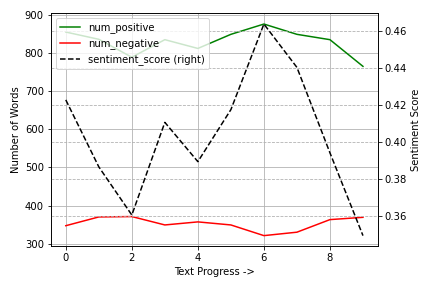 num_positive
num_negative
sentiment_score (right)
900
800
700
600
500
400
300
0.46
0.44
0.42
0.40
0.38
0.36
0 2 4 6 8
Number of Words
Sentiment Score
Text Progress ->